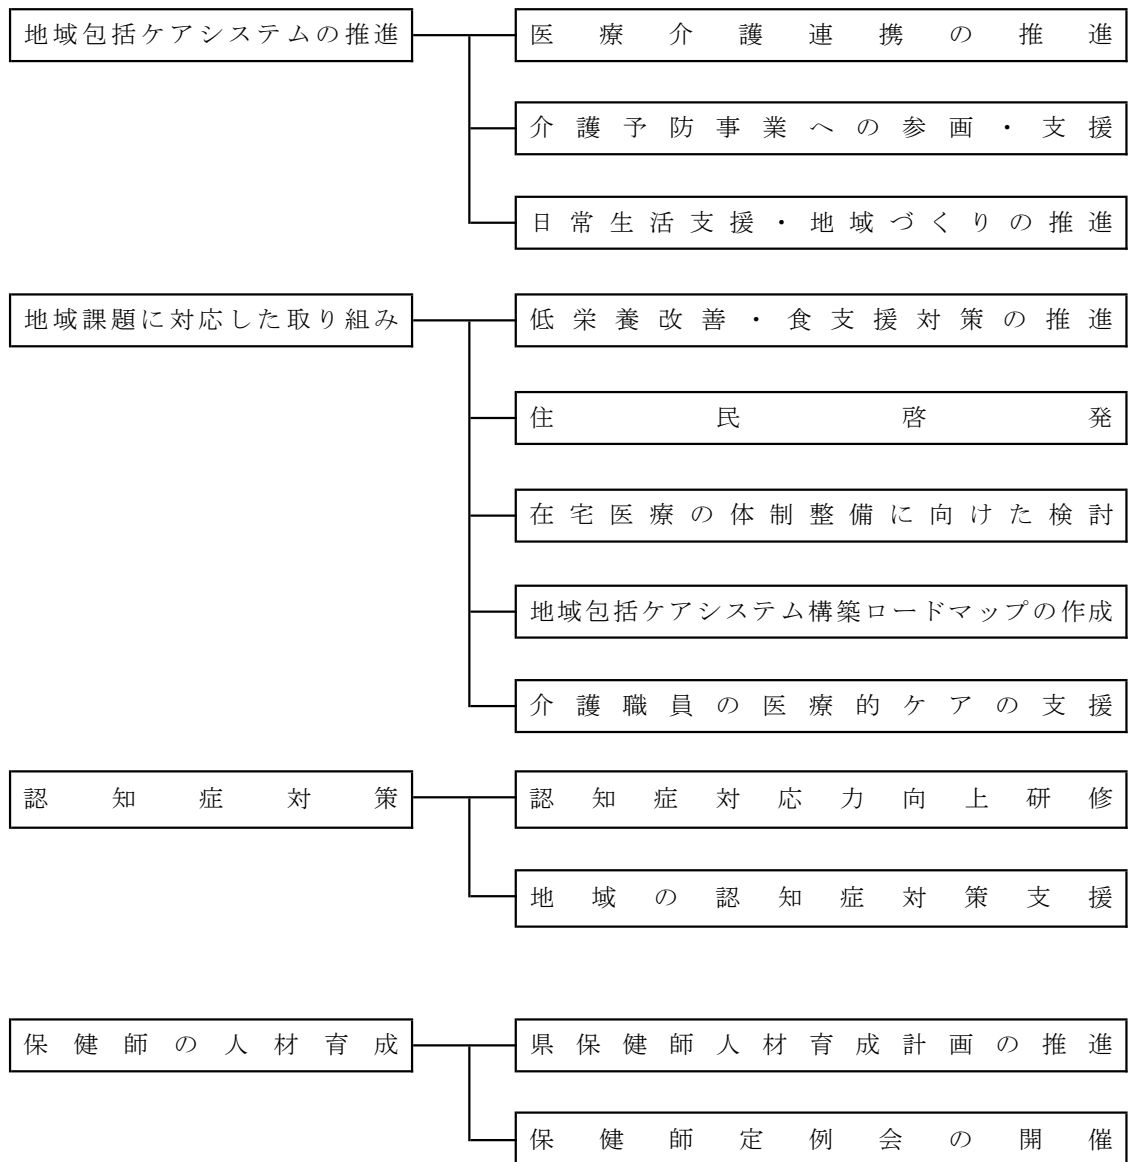 地域包括ケアシステムの推進
医療介護連携の推進
介護予防事業への参画・支援
日常生活支援・地域づくりの推進
地域課題に対応した取り組み
低栄養改善・食支援対策の推進
住民啓発
在宅医療の体制整備に向けた検討
地域包括ケアシステム構築ロードマップの作成
介護職員の医療的ケアの支援
認知症対策
認知症対応力向上研修
地域の認知症対策支援
保健師の人材育成
県保健師人材育成計画の推進
保健師定例会の開催